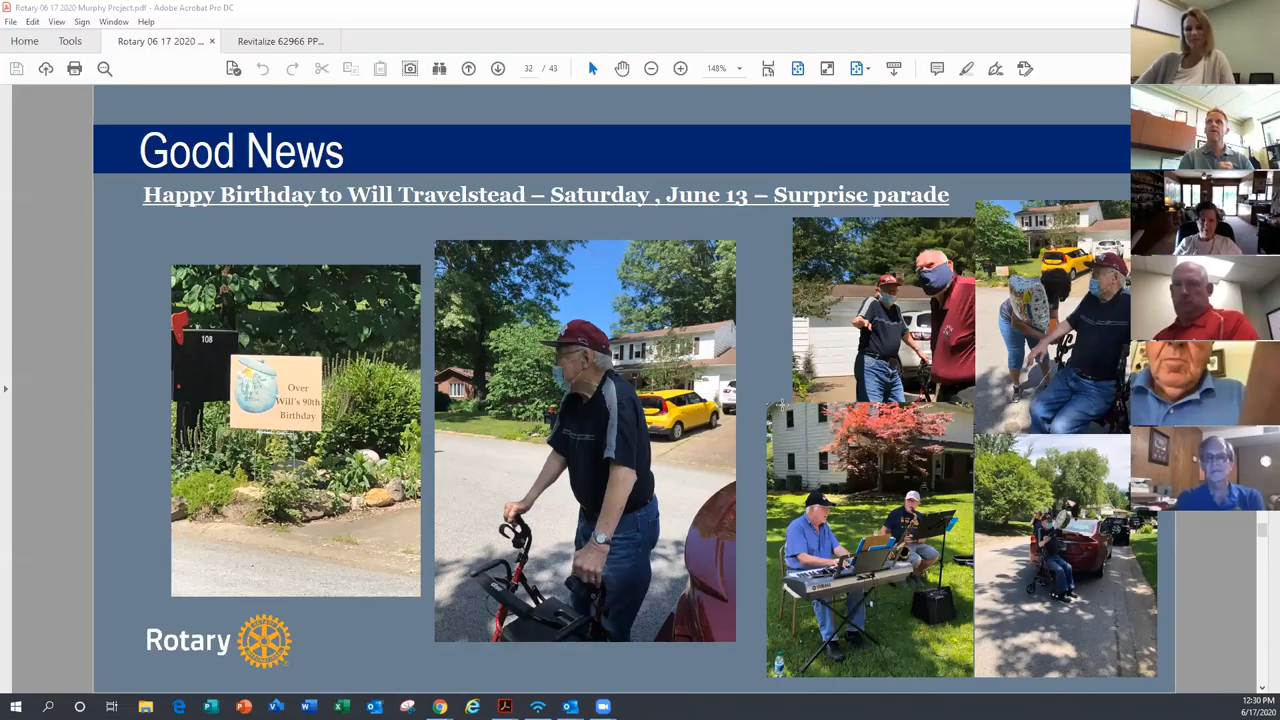 Rotary 06 17 2020 Murphy Project.pdf - Adobe Acrobat Pro DC
File Edit View Sign Window Help
Home Tools Rotary 06 17 2020 ... × Revitalize 62966 PP...
32 / 43 148%
Good News
Happy Birthday to Will Travelstead – Saturday , June 13 – Surprise parade
108
Over
Will's 90th
Birthday
YAMAHA
Rotary
12:30 PM
6/17/2020